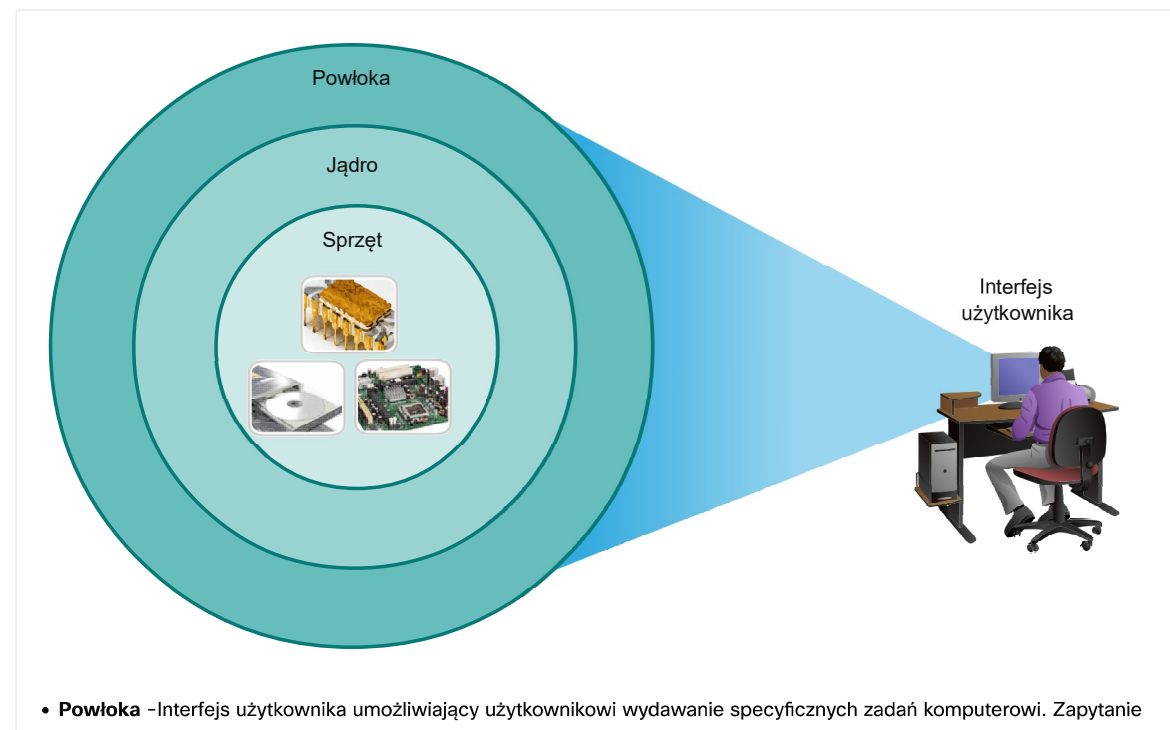 Powłoka
Jądro
Sprzęt
Interfejs
użytkownika
• Powłoka -Interfejs użytkownika umożliwiający użytkownikowi wydawanie specyficznych zadań komputerowi. Zapytanie